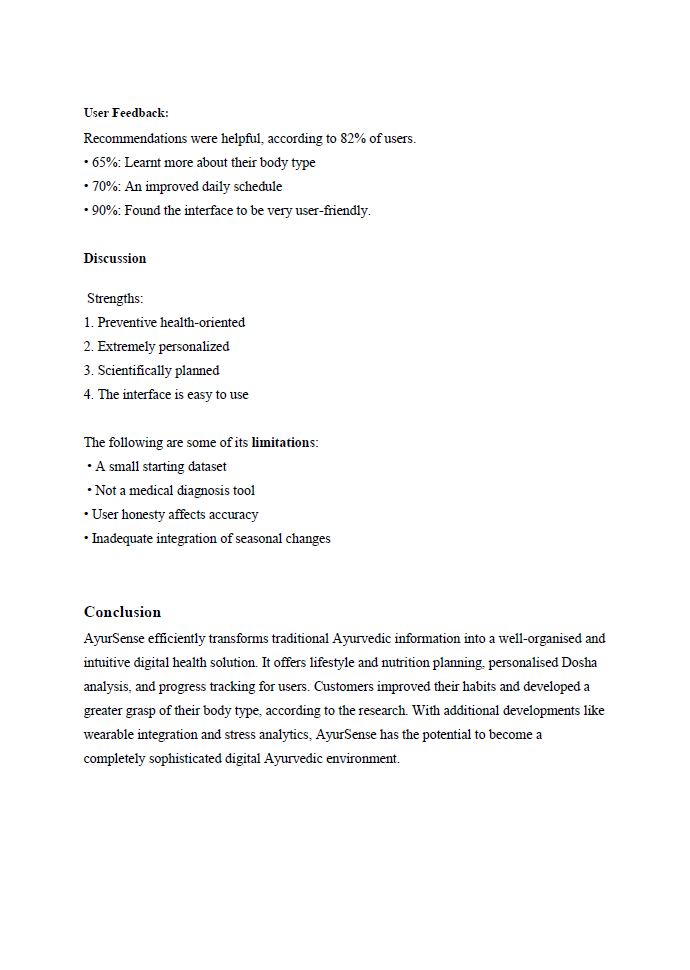 User Feedback:
Recommendations were helpful, according to 82% of users.
• 65%: Learnt more about their body type
• 70%: An improved daily schedule
• 90%: Found the interface to be very user-friendly.
Discussion
Strengths:
1. Preventive health-oriented
2. Extremely personalized
3. Scientifically planned
4. The interface is easy to use
The following are some of its limitations:
• A small starting dataset
• Not a medical diagnosis tool
• User honesty affects accuracy
• Inadequate integration of seasonal changes
Conclusion
AyurSense efficiently transforms traditional Ayurvedic information into a well-organised and
intuitive digital health solution. It offers lifestyle and nutrition planning, personalised Dosha
analysis, and progress tracking for users. Customers improved their habits and developed a
greater grasp of their body type, according to the research. With additional developments like
wearable integration and stress analytics, AyurSense has the potential to become a
completely sophisticated digital Ayurvedic environment.